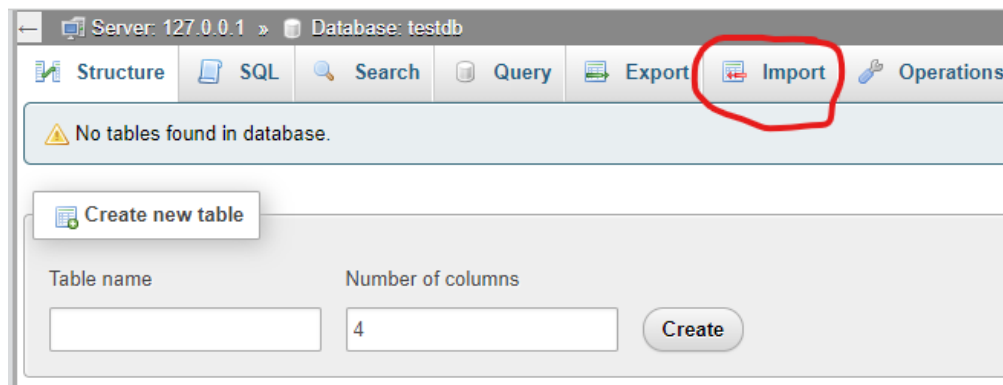 ← Server: 127.0.0.1 » Database: testdb
Structure SQL Search Query Export Import Operations
No tables found in database.
Create new table
Table name Number of columns
4 Create